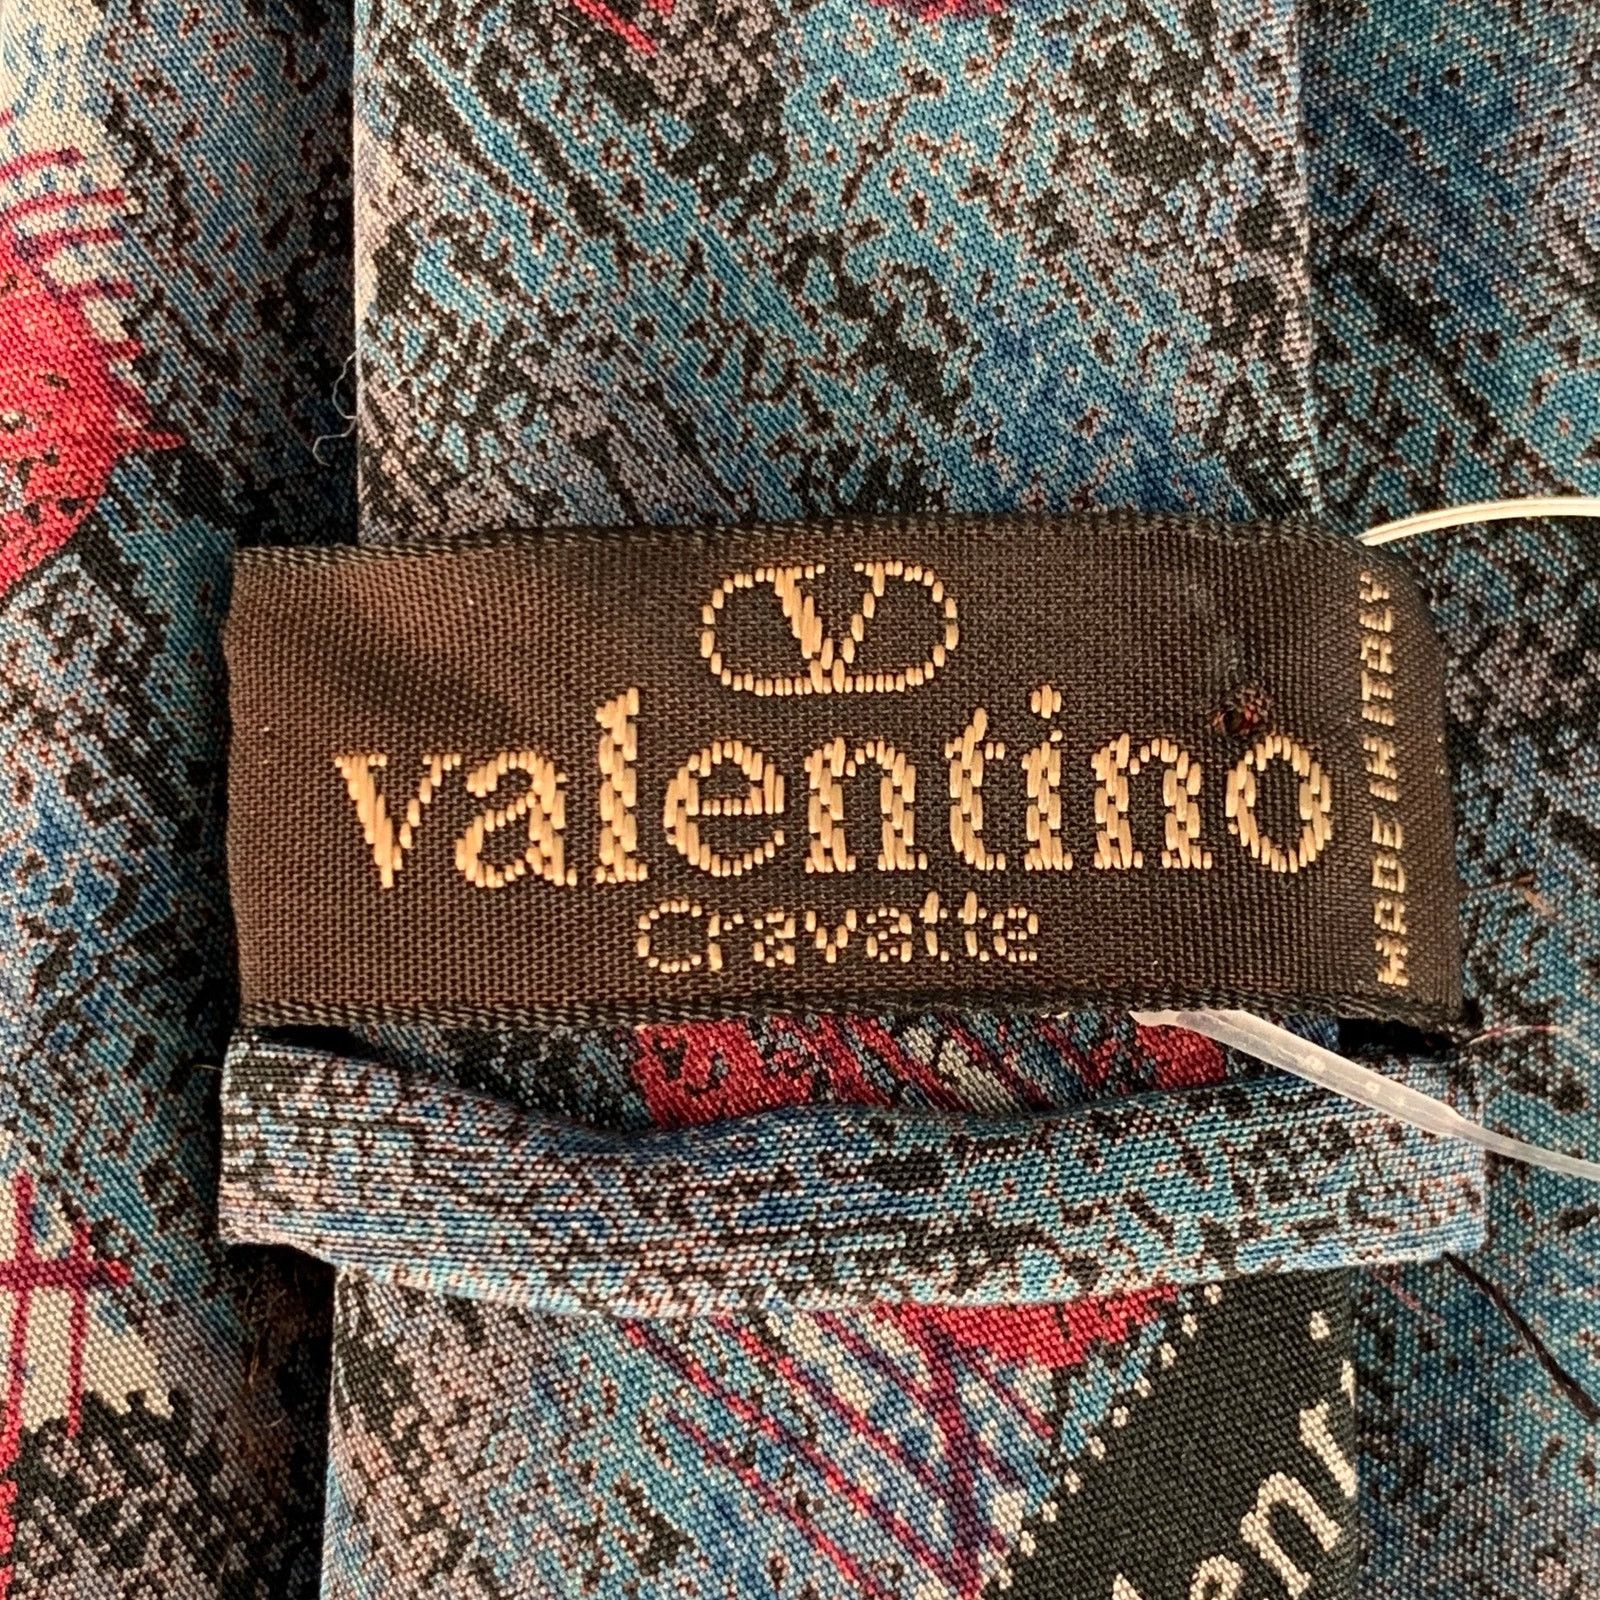 V
valentino
Cravatte
MADE IN ITALY